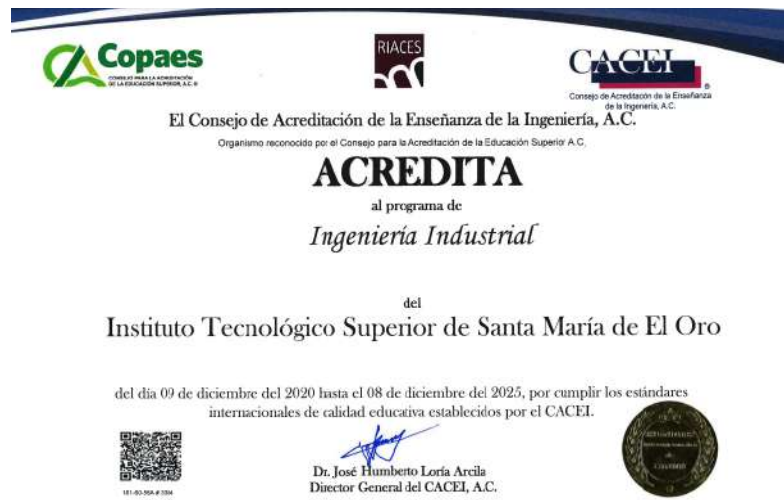 Copaes
CONSEJO PARA LA ACREDITACIÓN
DE LA EDUCACIÓN SUPERIOR, A.C. ®
RIACES
CACEI
®
Consejo de Acreditación de la Enseñanza
de la Ingeniería, A.C.
El Consejo de Acreditación de la Enseñanza de la Ingeniería, A.C.
Organismo reconocido por el Consejo para la Acreditación de la Educación Superior A.C.
ACREDITA
al programa de
Ingeniería Industrial
del
Instituto Tecnológico Superior de Santa María de El Oro
del día 09 de diciembre del 2020 hasta el 08 de diciembre del 2025, por cumplir los estándares
internacionales de calidad educativa establecidos por el CACEI.
Dr. José Humberto Loría Arcila
Director General del CACEI, A.C.